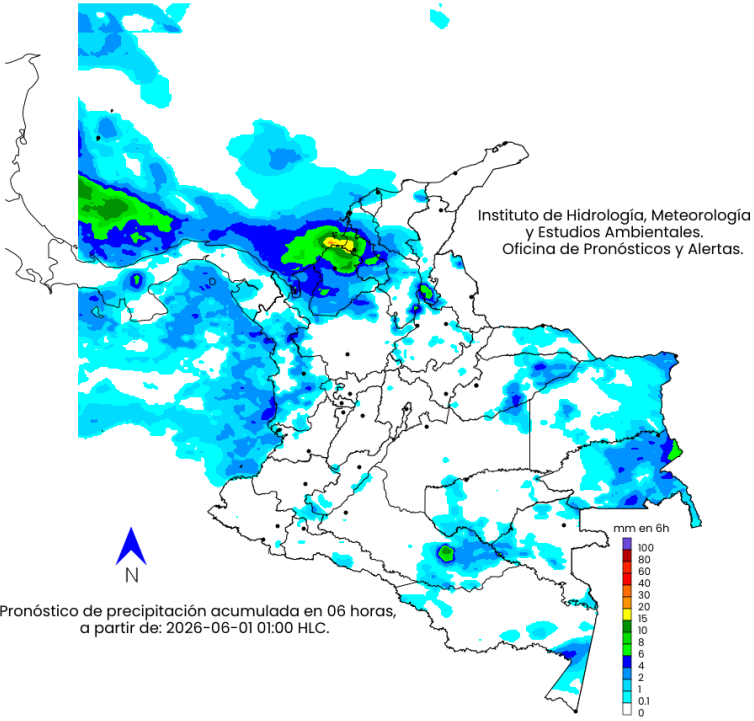 Instituto de Hidrología, Meteorología
y Estudios Ambientales.
Oficina de Pronósticos y Alertas.
mm en 6h
100
80
60
40
30
20
15
10
8
6
4
2
1
0.1
0
N
Pronóstico de precipitación acumulada en 06 horas,
a partir de: 2026-06-01 01:00 HLC.